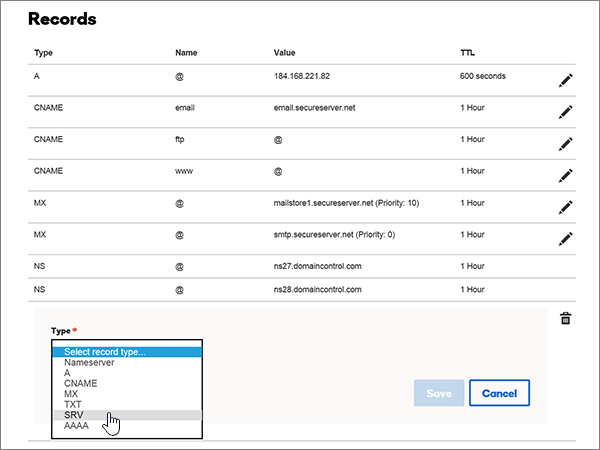 Records
Type Name Value TTL
A @ 184.168.221.82 600 seconds
CNAME email email.secureserver.net 1 Hour
CNAME ftp @ 1 Hour
CNAME www @ 1 Hour
MX @ mailstore1.secureserver.net (Priority: 10) 1 Hour
MX @ smtp.secureserver.net (Priority: 0) 1 Hour
NS @ ns27.domaincontrol.com 1 Hour
NS @ ns28.domaincontrol.com 1 Hour
Type *
Select record type...
Nameserver
A
CNAME
MX
TXT
SRV
AAAA
Save Cancel